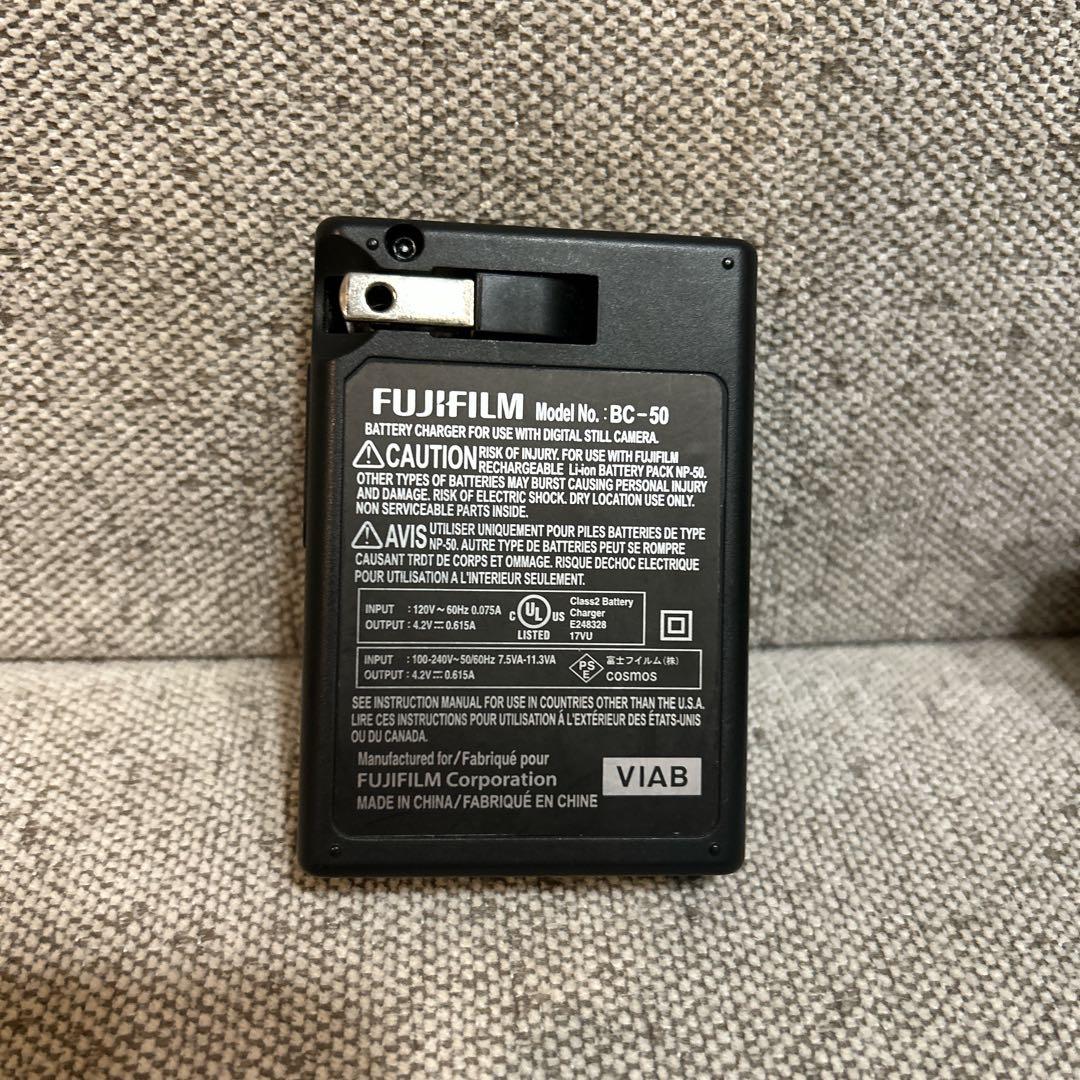 FUJIFILM Model No. : BC-50
BATTERY CHARGER FOR USE WITH DIGITAL STILL CAMERA.
CAUTION RISK OF INJURY. FOR USE WITH FUJIFILM
RECHARGEABLE Li-ion BATTERY PACK NP-50.
OTHER TYPES OF BATTERIES MAY BURST CAUSING PERSONAL INJURY
AND DAMAGE. RISK OF ELECTRIC SHOCK. DRY LOCATION USE ONLY.
NON SERVICEABLE PARTS INSIDE.
AVIS UTILISER UNIQUEMENT POUR PILES BATTERIES DE TYPE
NP-50. AUTRE TYPE DE BATTERIES PEUT SE ROMPRE
CAUSANT TRDT DE CORPS ET OMMAGE. RISQUE DECHOC ELECTRIQUE
POUR UTILISATION A L'INTERIEUR SEULEMENT.
INPUT : 120V~60Hz 0.075A
OUTPUT : 4.2V⎓0.615A
C UL US
LISTED
Class2 Battery
Charger
E248328
17VU
INPUT : 100-240V~50/60Hz 7.5VA-11.3VA
OUTPUT : 4.2V⎓0.615A
PS
E
富士フイルム(株)
cosmos
SEE INSTRUCTION MANUAL FOR USE IN COUNTRIES OTHER THAN THE U.S.A.
LIRE CES INSTRUCTIONS POUR UTILISATION Á L'EXTÉRIEUR DES ÉTATS-UNIS
OU DU CANADA.
Manufactured for/Fabriqué pour
FUJIFILM Corporation
MADE IN CHINA/FABRIQUÉ EN CHINE
VIAB